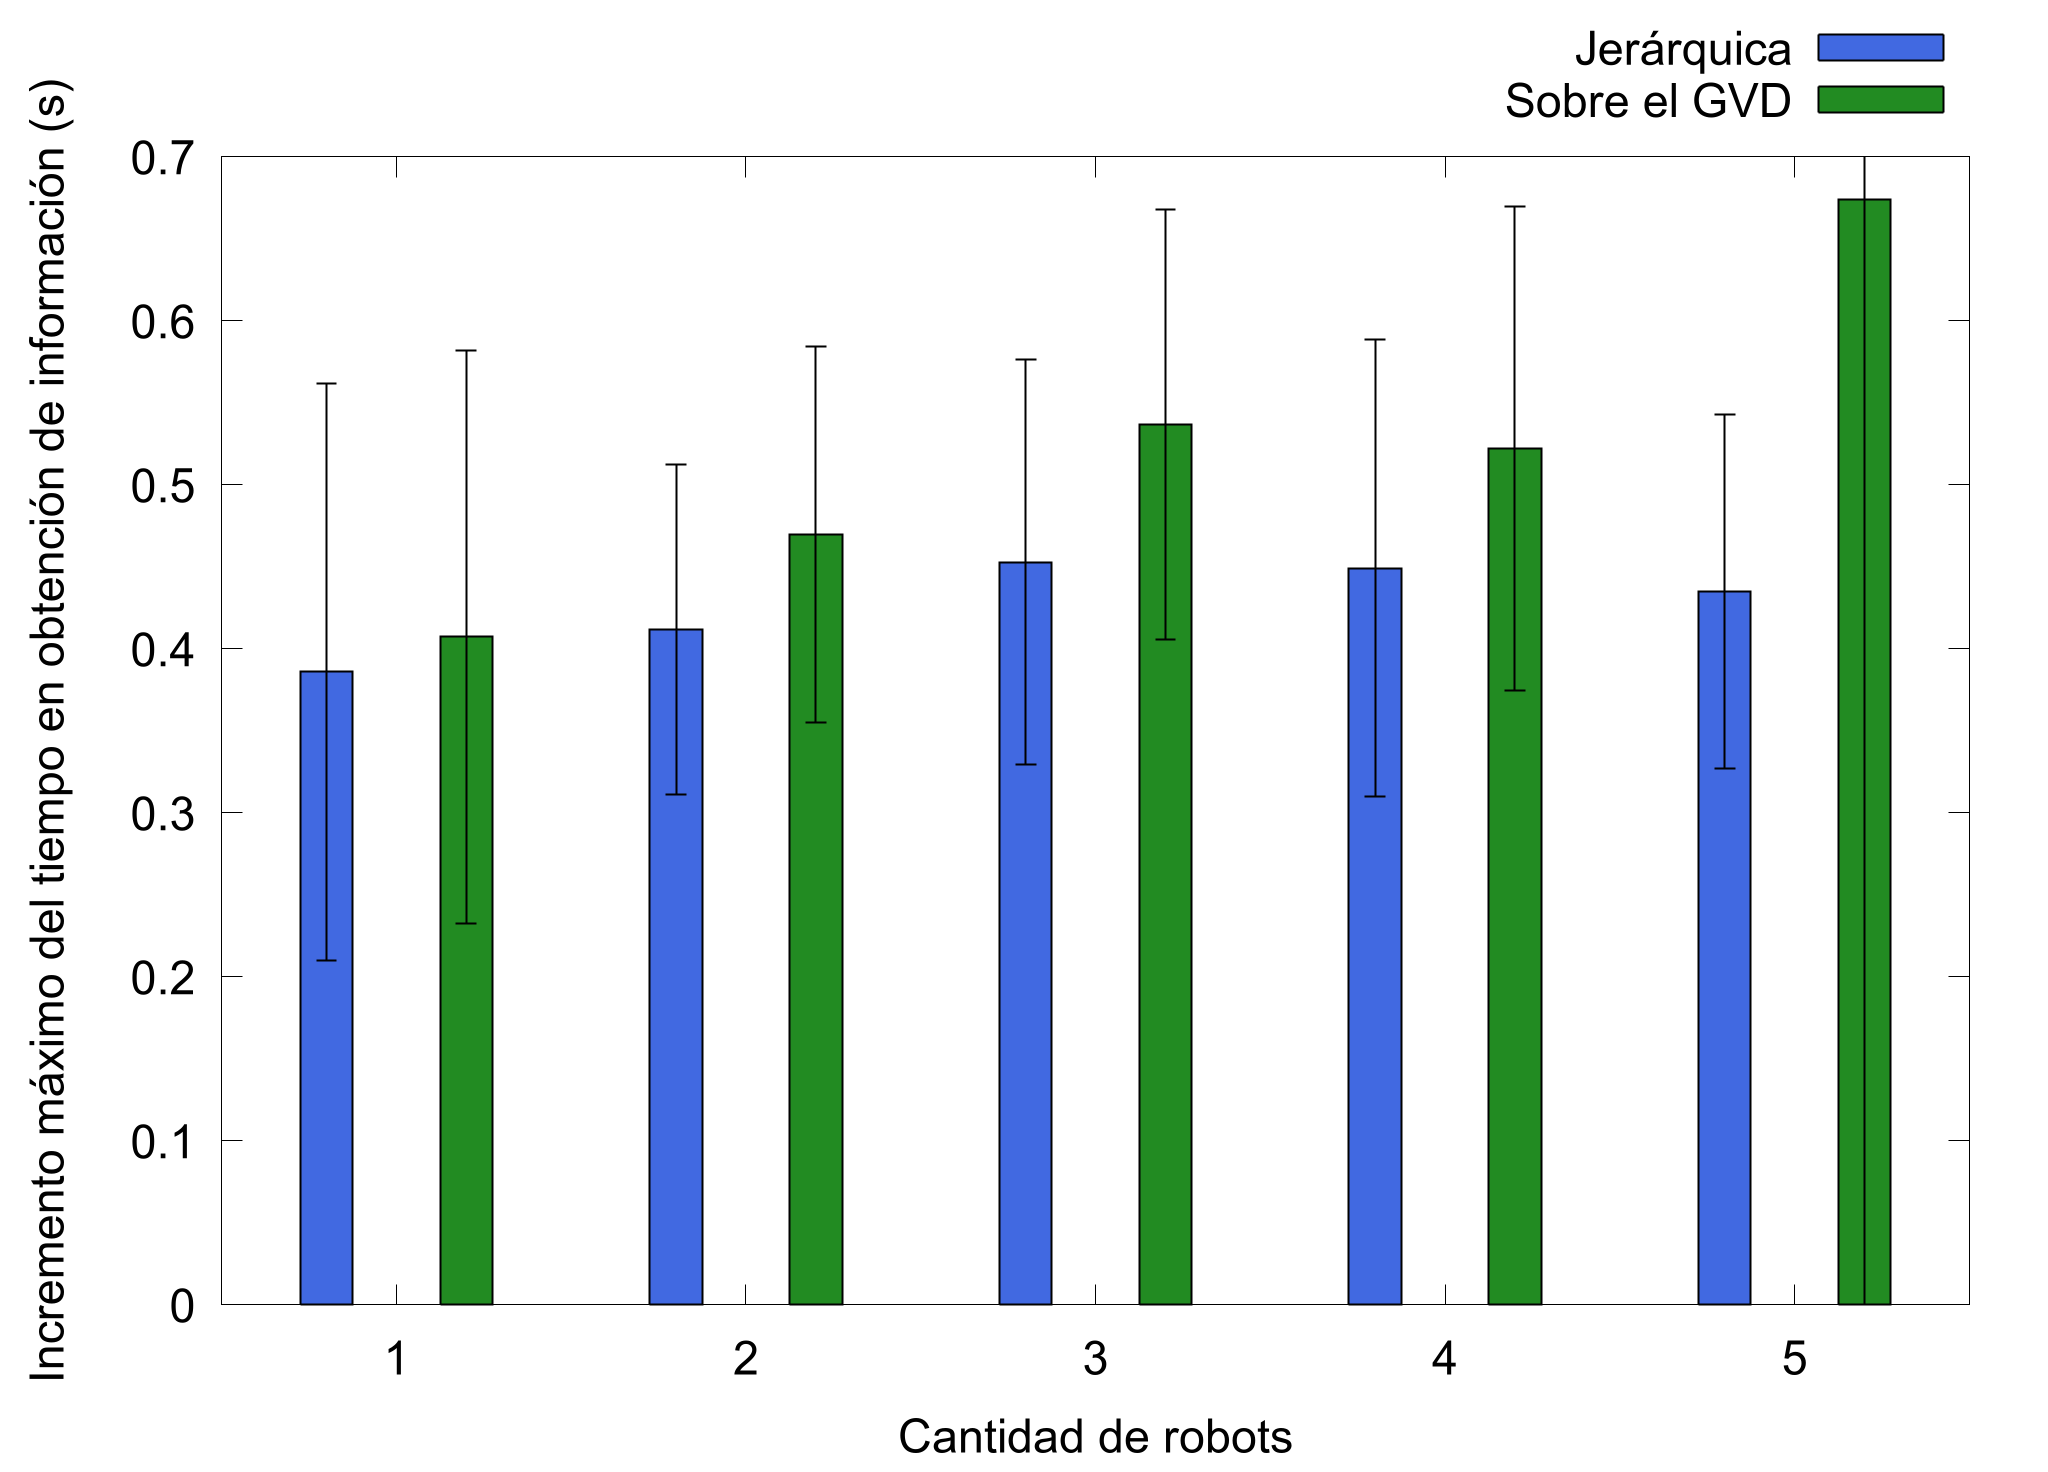 Jerárquica
Sobre el GVD
Incremento máximo del tiempo en obtención de información (s)
0.7
0.6
0.5
0.4
0.3
0.2
0.1
0
1 2 3 4 5
Cantidad de robots